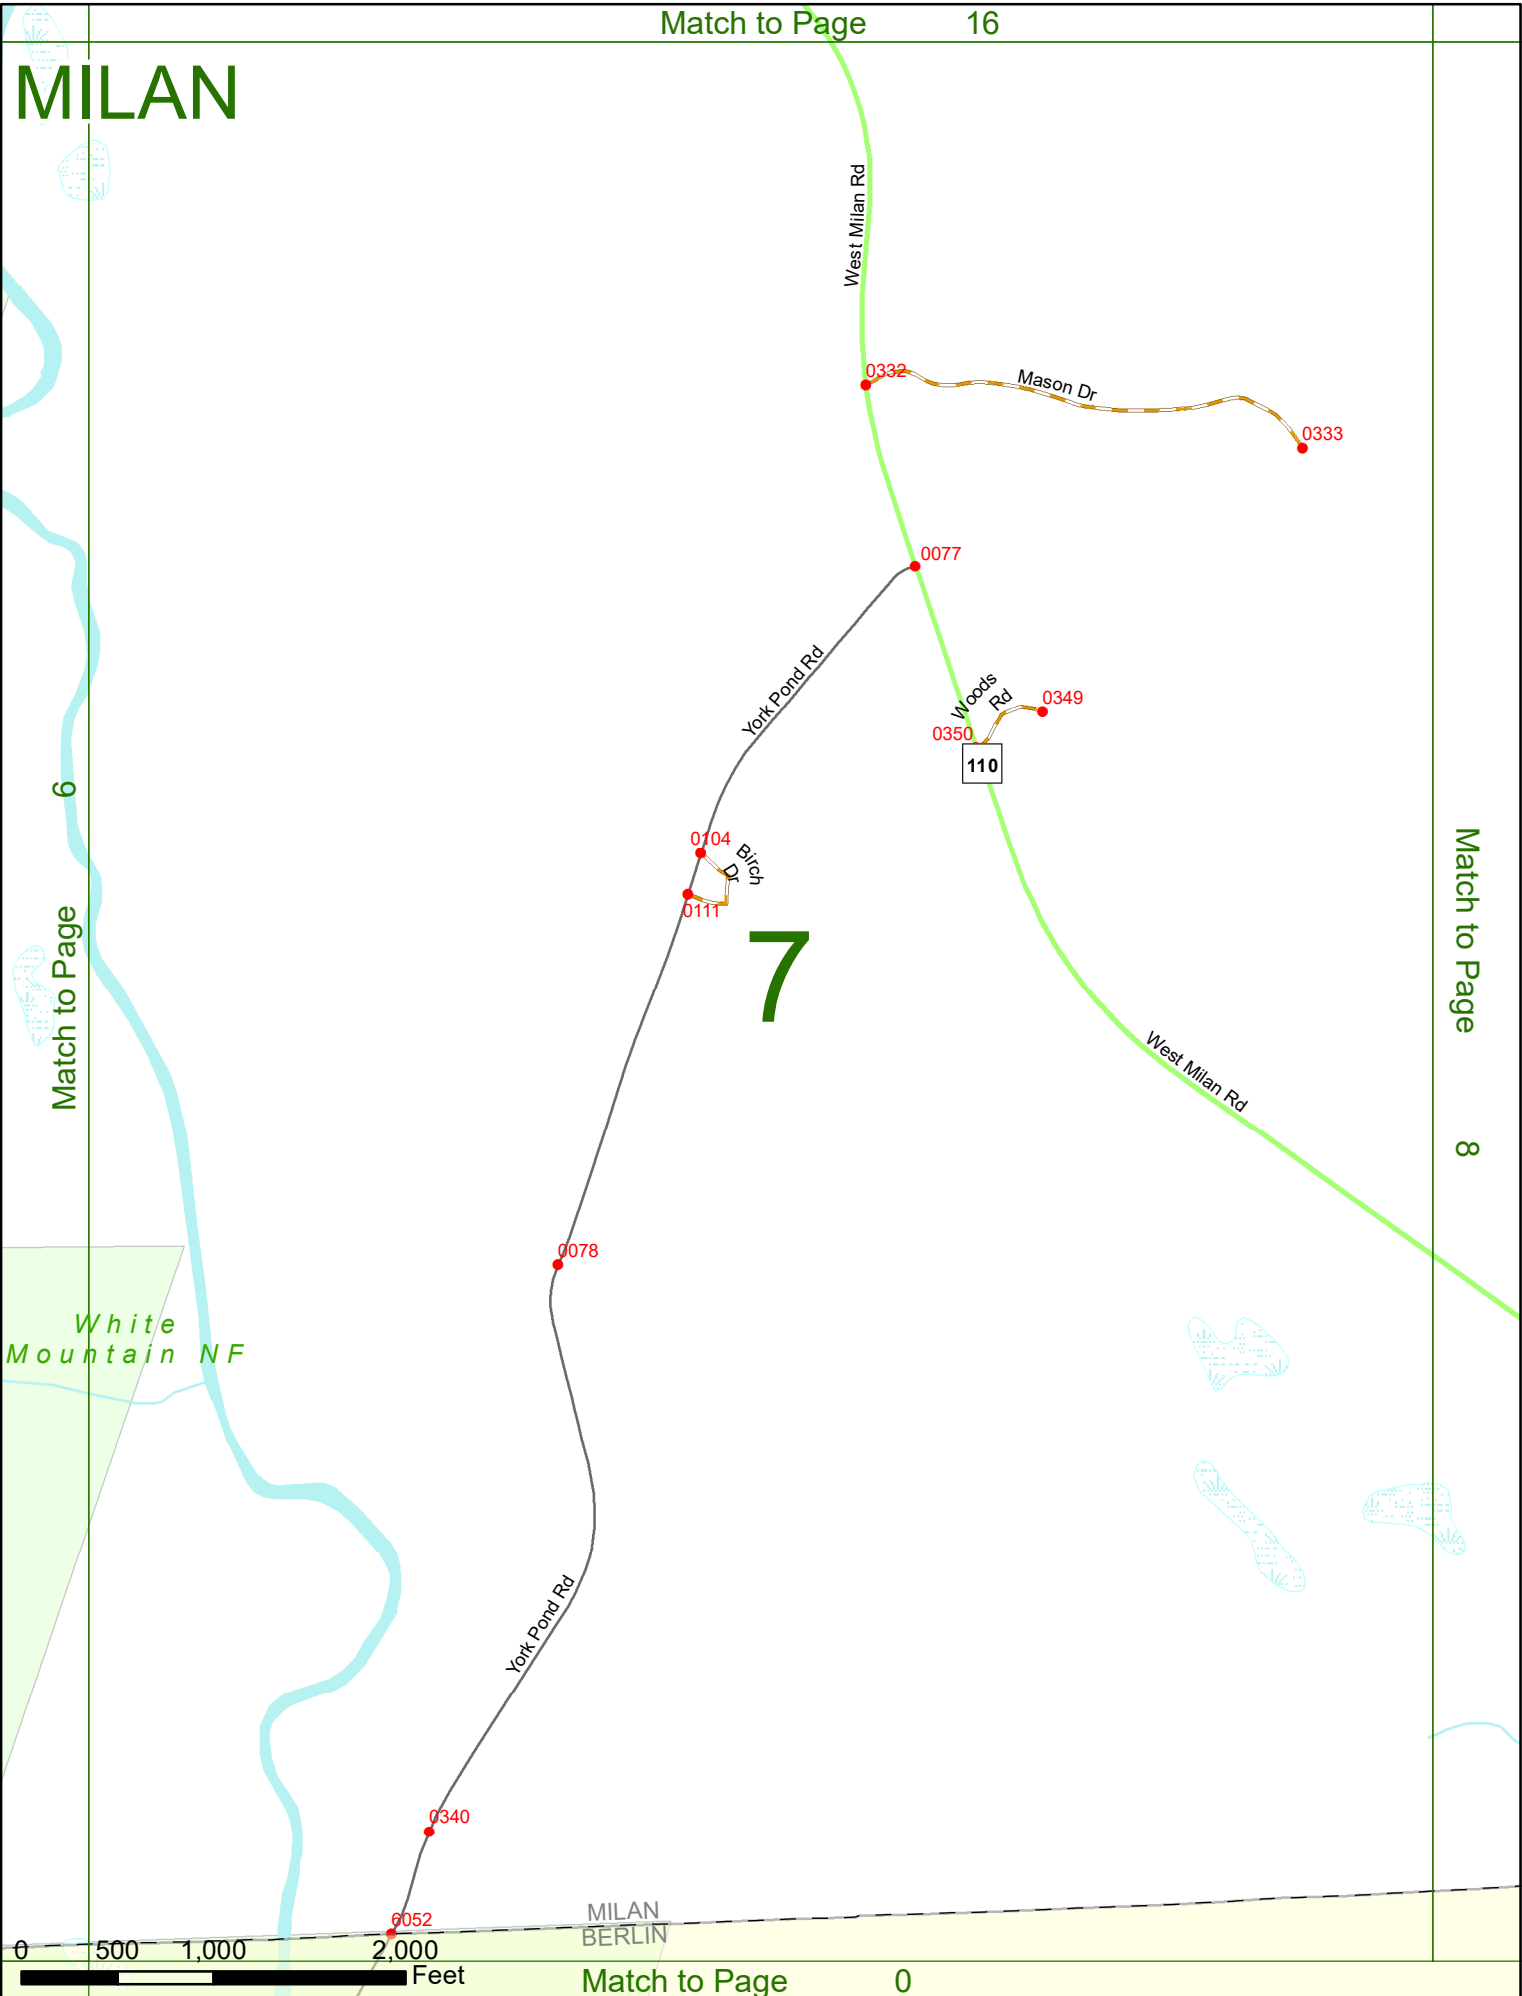 Match to Page 16
MILAN
West Milan Rd
0332
Mason Dr
0333
0077
York Pond Rd
Woods
Rd
0349
0350
110
6
Match to Page
0104
Birch
Dr
0111
7
Match to Page
8
West Milan Rd
0078
White
Mountain NF
York Pond Rd
0340
6052
MILAN
BERLIN
0 500 1,000 2,000
Feet
Match to Page 0